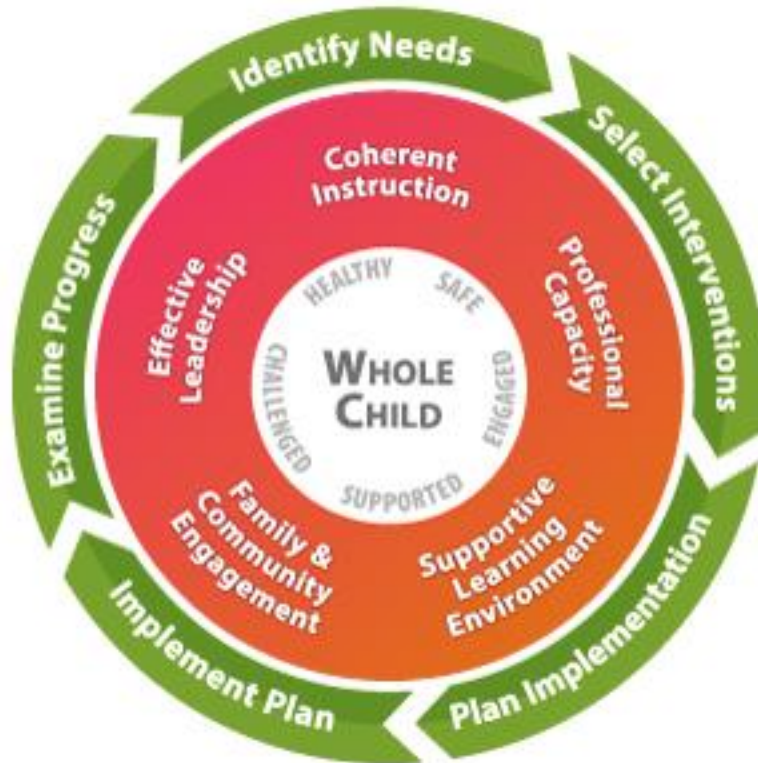 Identify Needs
Select Interventions
Plan Implementation
Implement Plan
Examine Progress
Coherent
Instruction
Professional
Capacity
Supportive
Learning
Environment
Family &
Community
Engagement
Effective
Leadership
HEALTHY
SAFE
ENGAGED
SUPPORTED
CHALLENGED
WHOLE
CHILD